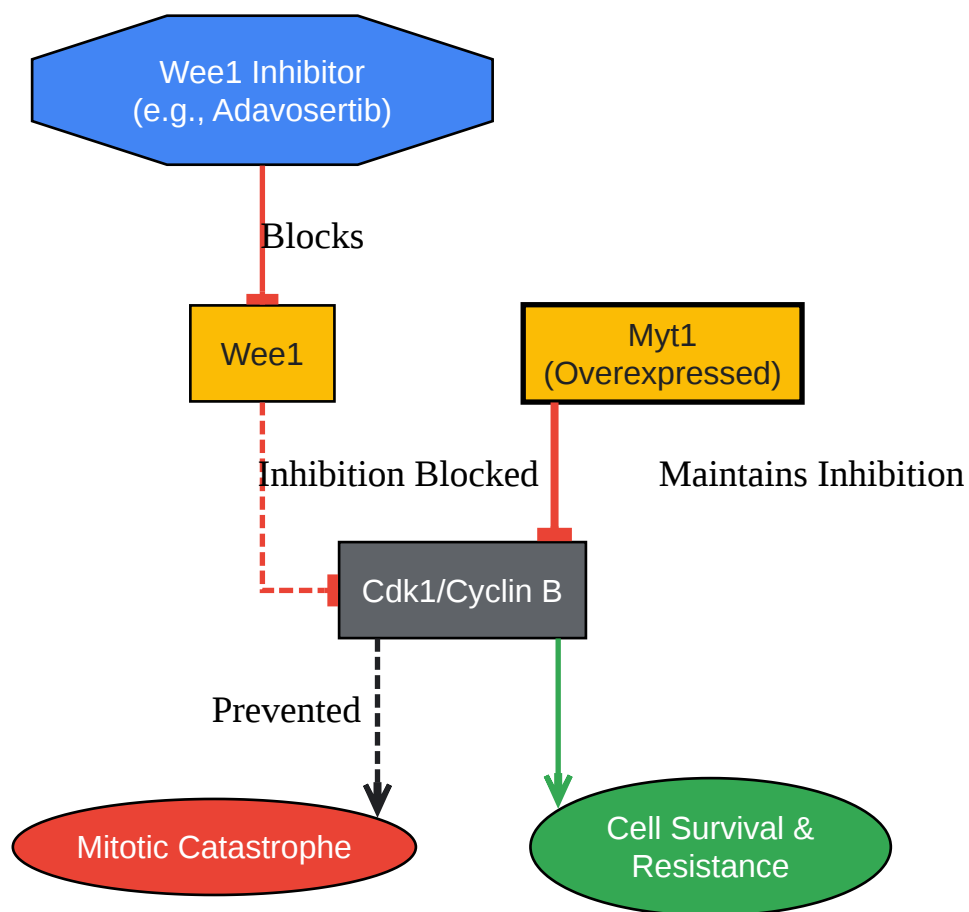 Wee1 Inhibitor
(e.g., Adavosertib)
Blocks
Wee1
Myt1
(Overexpressed)
Inhibition Blocked
Maintains Inhibition
Cdk1/Cyclin B
Prevented
Mitotic Catastrophe
Cell Survival &
Resistance